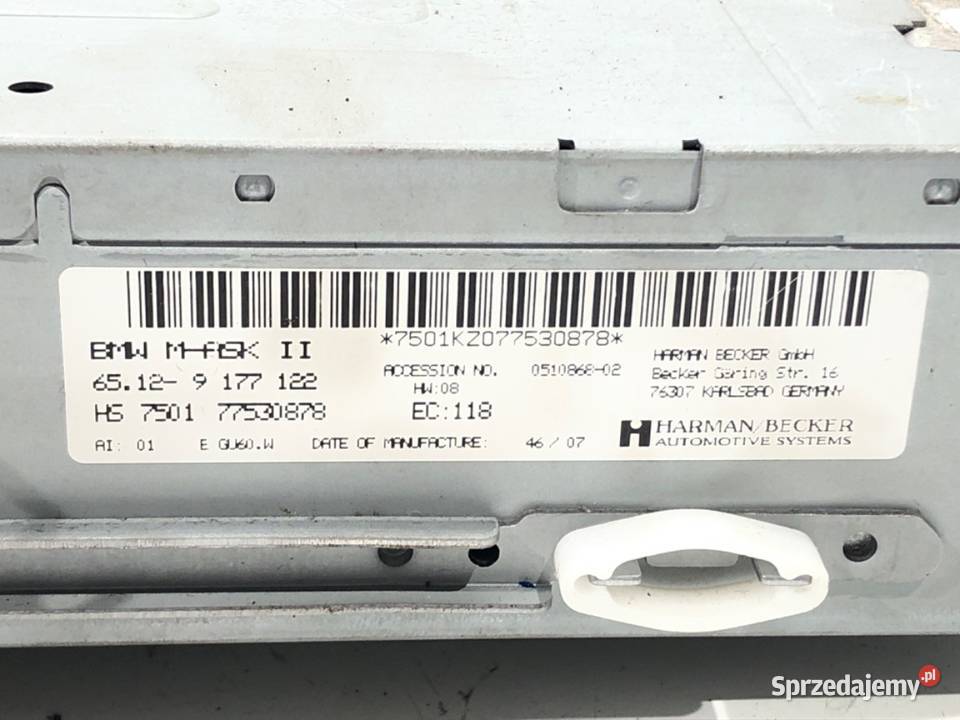 *7501KZ077530878*
BMW M-ASK II
65.12- 9 177 122
HS 7501 77530878
AI: 01 E GU60.W DATE OF MANUFACTURE: 46/07
ACCESSION NO. 0510868-02
HW:08
EC:118
HARMAN BECKER GmbH
Becker Göring Str. 16
76307 KARLSBAD GERMANY
HARMAN/BECKER
AUTOMOTIVE SYSTEMS
Sprzedajemy.pl